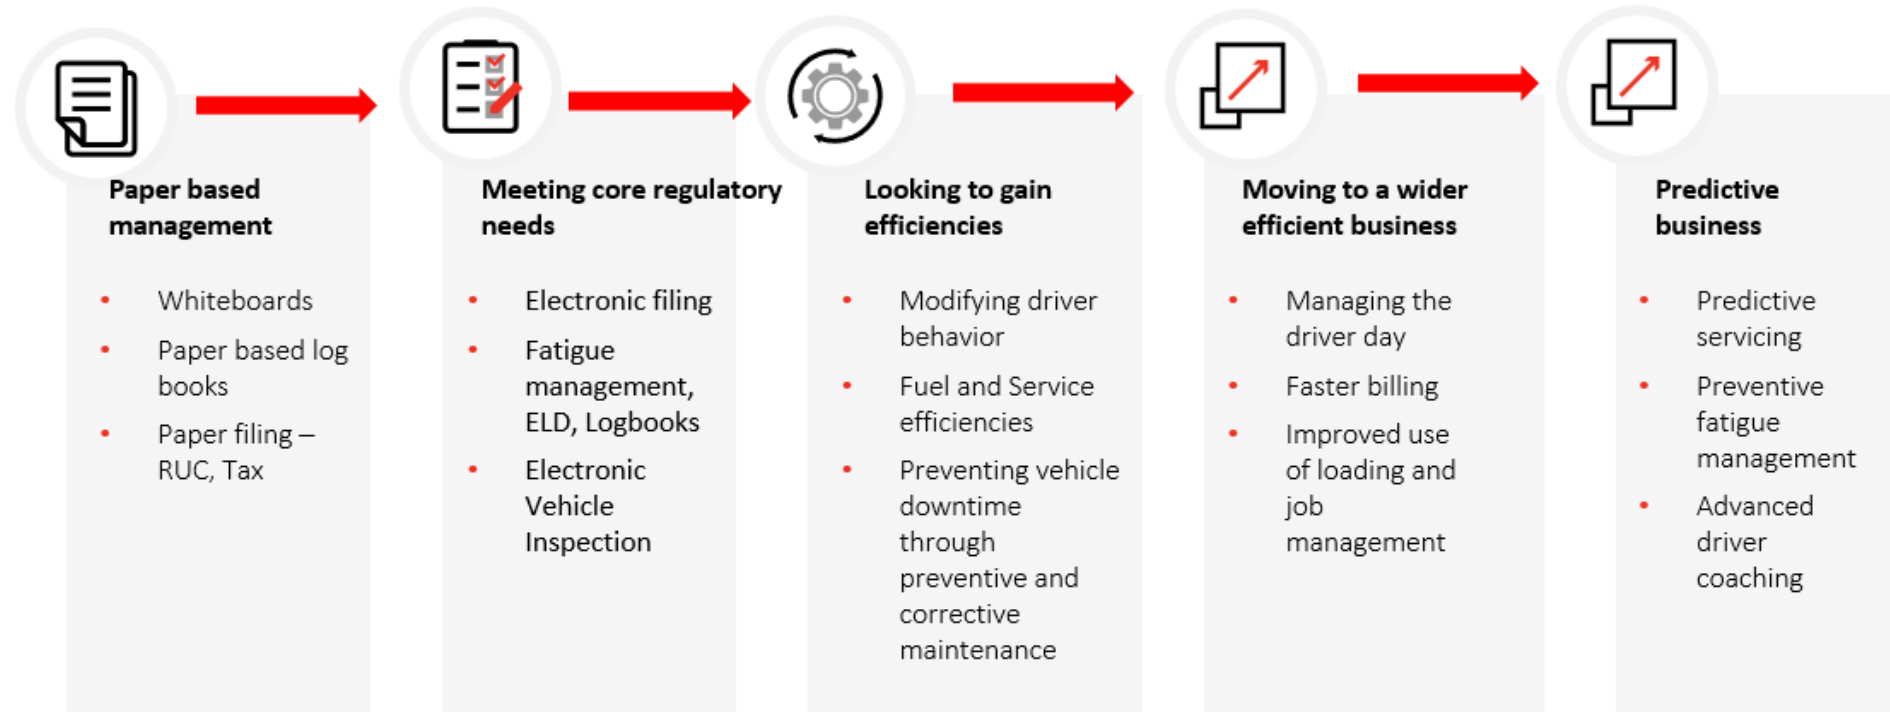 Paper based
management
• Whiteboards
• Paper based log
books
• Paper filing –
RUC, Tax
Meeting core regulatory
needs
• Electronic filing
• Fatigue
management,
ELD, Logbooks
• Electronic
Vehicle
Inspection
Looking to gain
efficiencies
• Modifying driver
behavior
• Fuel and Service
efficiencies
• Preventing vehicle
downtime
through
preventive and
corrective
maintenance
Moving to a wider
efficient business
• Managing the
driver day
• Faster billing
• Improved use
of loading and
job
management
Predictive
business
• Predictive
servicing
• Preventive
fatigue
management
• Advanced
driver
coaching